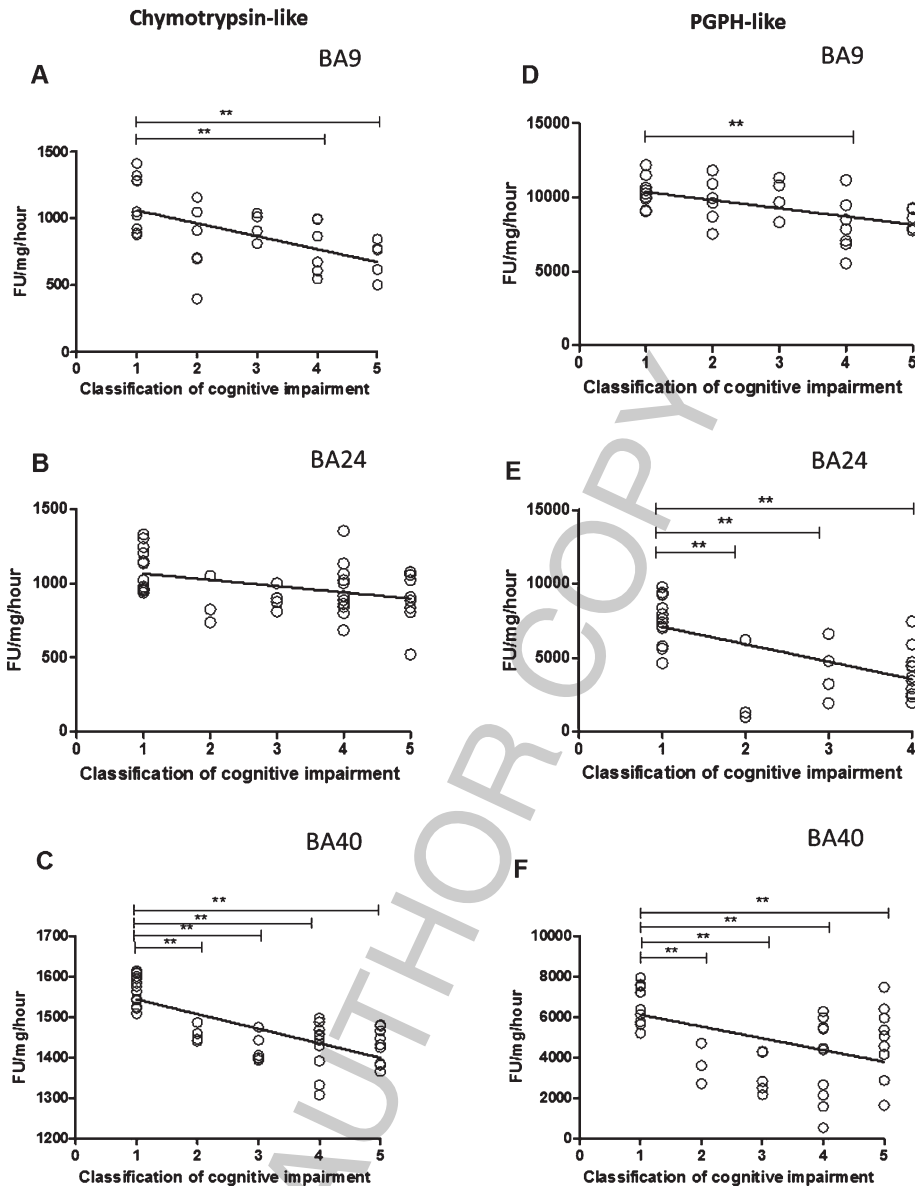 Chymotrypsin-like
PGPH-like
A
BA9
**
**
1500
1000
500
0
FU/mg/hour
0 1 2 3 4 5
Classification of cognitive impairment
D
BA9
**
15000
10000
5000
0
FU/mg/hour
0 1 2 3 4 5
Classification of cognitive impairment
B
BA24
1500
1000
500
0
FU/mg/hour
0 1 2 3 4 5
Classification of cognitive impairment
E
BA24
**
**
**
15000
10000
5000
0
FU/mg/hour
0 1 2 3 4
Classification of cognitive impairment
C
BA40
**
**
**
**
1700
1600
1500
1400
1300
1200
FU/mg/hour
0 1 2 3 4 5
Classification of cognitive impairment
F
BA40
**
**
**
**
10000
8000
6000
4000
2000
0
FU/mg/hour
0 1 2 3 4 5
Classification of cognitive impairment
AUTHOR COPY